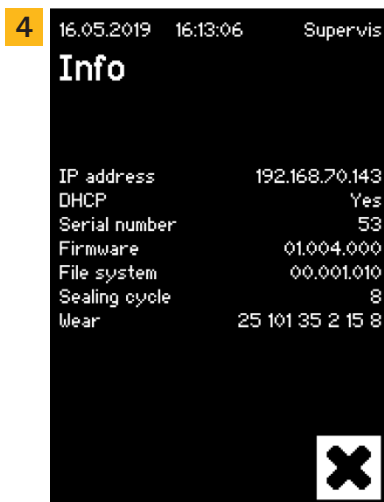 4
16.05.2019 16:13:06 Supervis
Info
IP address 192.168.70.143
DHCP Yes
Serial number 53
Firmware 01.004.000
File system 00.001.010
Sealing cycle 8
Wear 25 101 35 2 15 8